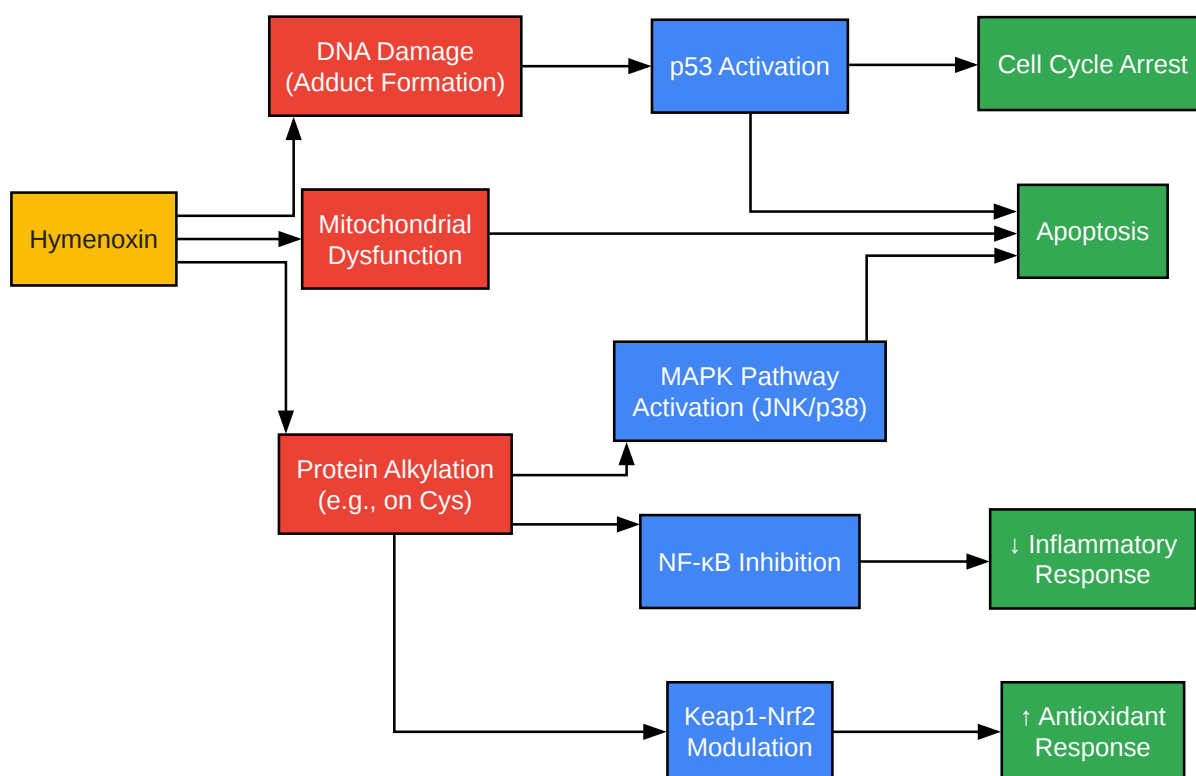 DNA Damage
(Adduct Formation)
p53 Activation
Cell Cycle Arrest
Hymenoxin
Mitochondrial
Dysfunction
Apoptosis
MAPK Pathway
Activation (JNK/p38)
Protein Alkylation
(e.g., on Cys)
NF-κB Inhibition
↓ Inflammatory
Response
Keap1-Nrf2
Modulation
↑ Antioxidant
Response